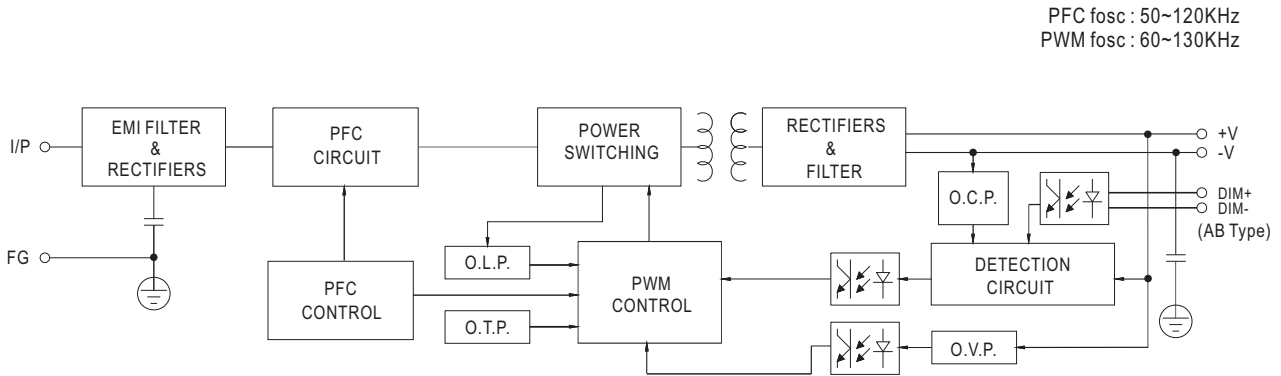 PFC fosc : 50~120KHz
PWM fosc : 60~130KHz
I/P
EMI FILTER
&
RECTIFIERS
PFC
CIRCUIT
POWER
SWITCHING
RECTIFIERS
&
FILTER
+V
-V
O.C.P.
DIM+
DIM-
(AB Type)
FG
O.L.P.
PFC
CONTROL
PWM
CONTROL
DETECTION
CIRCUIT
O.T.P.
O.V.P.